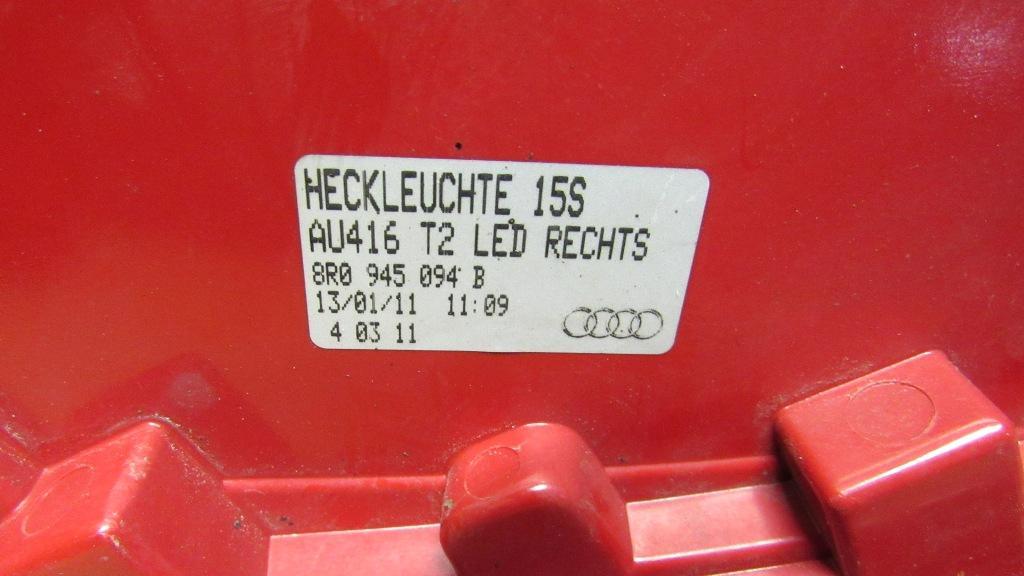 HECKLEUCHTE 15S
AU416 T2 LED RECHTS
8R0 945 094 B
13/01/11 11:09
4 03 11